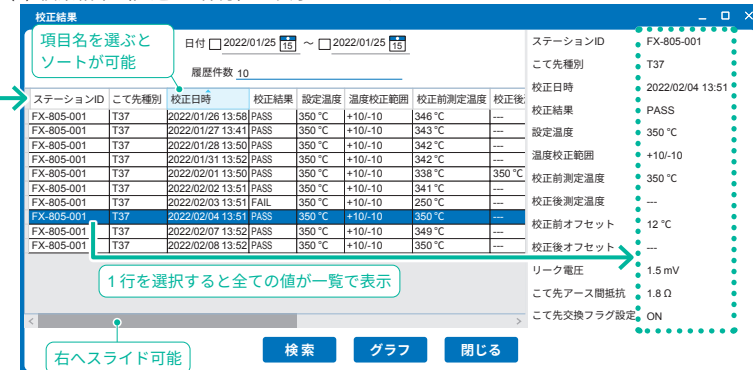 校正結果
項目名を選ぶと
ソートが可能
日付 2022/01/25 15 ～ 2022/01/25 15
履歴件数 10
ステーションID こて先種別 校正日時 校正結果 設定温度 温度校正範囲 校正前測定温度 校正後
FX-805-001 T37 2022/01/26 13:58 PASS 350 ℃ +10/-10 346 ℃ ---
FX-805-001 T37 2022/01/27 13:41 PASS 350 ℃ +10/-10 343 ℃ ---
FX-805-001 T37 2022/01/28 13:50 PASS 350 ℃ +10/-10 342 ℃ ---
FX-805-001 T37 2022/01/31 13:52 PASS 350 ℃ +10/-10 342 ℃ ---
FX-805-001 T37 2022/02/01 13:50 PASS 350 ℃ +10/-10 338 ℃ 350 ℃
FX-805-001 T37 2022/02/02 13:51 PASS 350 ℃ +10/-10 341 ℃ ---
FX-805-001 T37 2022/02/03 13:51 FAIL 350 ℃ +10/-10 250 ℃ ---
FX-805-001 T37 2022/02/04 13:51 PASS 350 ℃ +10/-10 350 ℃ ---
FX-805-001 T37 2022/02/07 13:52 PASS 350 ℃ +10/-10 349 ℃ ---
FX-805-001 T37 2022/02/08 13:52 PASS 350 ℃ +10/-10 350 ℃ ---
1 行を選択すると全ての値が一覧で表示
右へスライド可能
検 索 グラフ 閉じる
ステーションID FX-805-001
こて先種別 T37
校正日時 2022/02/04 13:51
校正結果 PASS
設定温度 350 ℃
温度校正範囲 +10/-10
校正前測定温度 350 ℃
校正後測定温度 ---
校正前オフセット 12 ℃
校正後オフセット ---
リーク電圧 1.5 mV
こて先アース間抵抗 1.8 Ω
こて先交換フラグ設定 ON